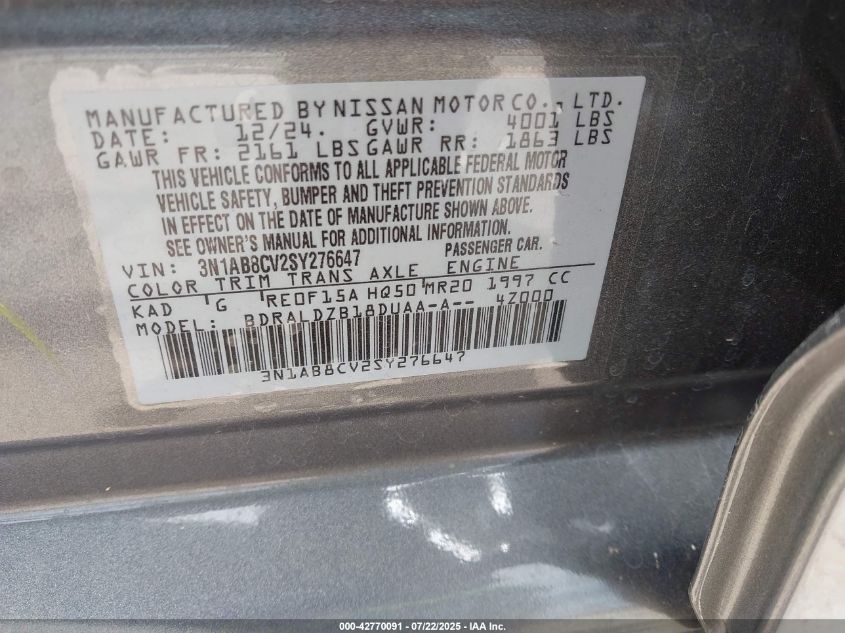 MANUFACTURED BY NISSAN MOTOR CO., LTD.
DATE: 12/24. GVWR: 4001 LBS
GAWR FR: 2161 LBS GAWR RR: 1863 LBS
THIS VEHICLE CONFORMS TO ALL APPLICABLE FEDERAL MOTOR
VEHICLE SAFETY, BUMPER AND THEFT PREVENTION STANDARDS
IN EFFECT ON THE DATE OF MANUFACTURE SHOWN ABOVE.
SEE OWNER'S MANUAL FOR ADDITIONAL INFORMATION.
VIN: 3N1AB8CV2SY276647 PASSENGER CAR.
COLOR TRIM TRANS AXLE ENGINE
KAD G RE0F15A HQ50 MR20 1997 CC
MODEL: BDRALDZB18DUAA-A-- 4Z000
3N1AB8CV2SY276647
000-42770091 - 07/22/2025 - IAA Inc.